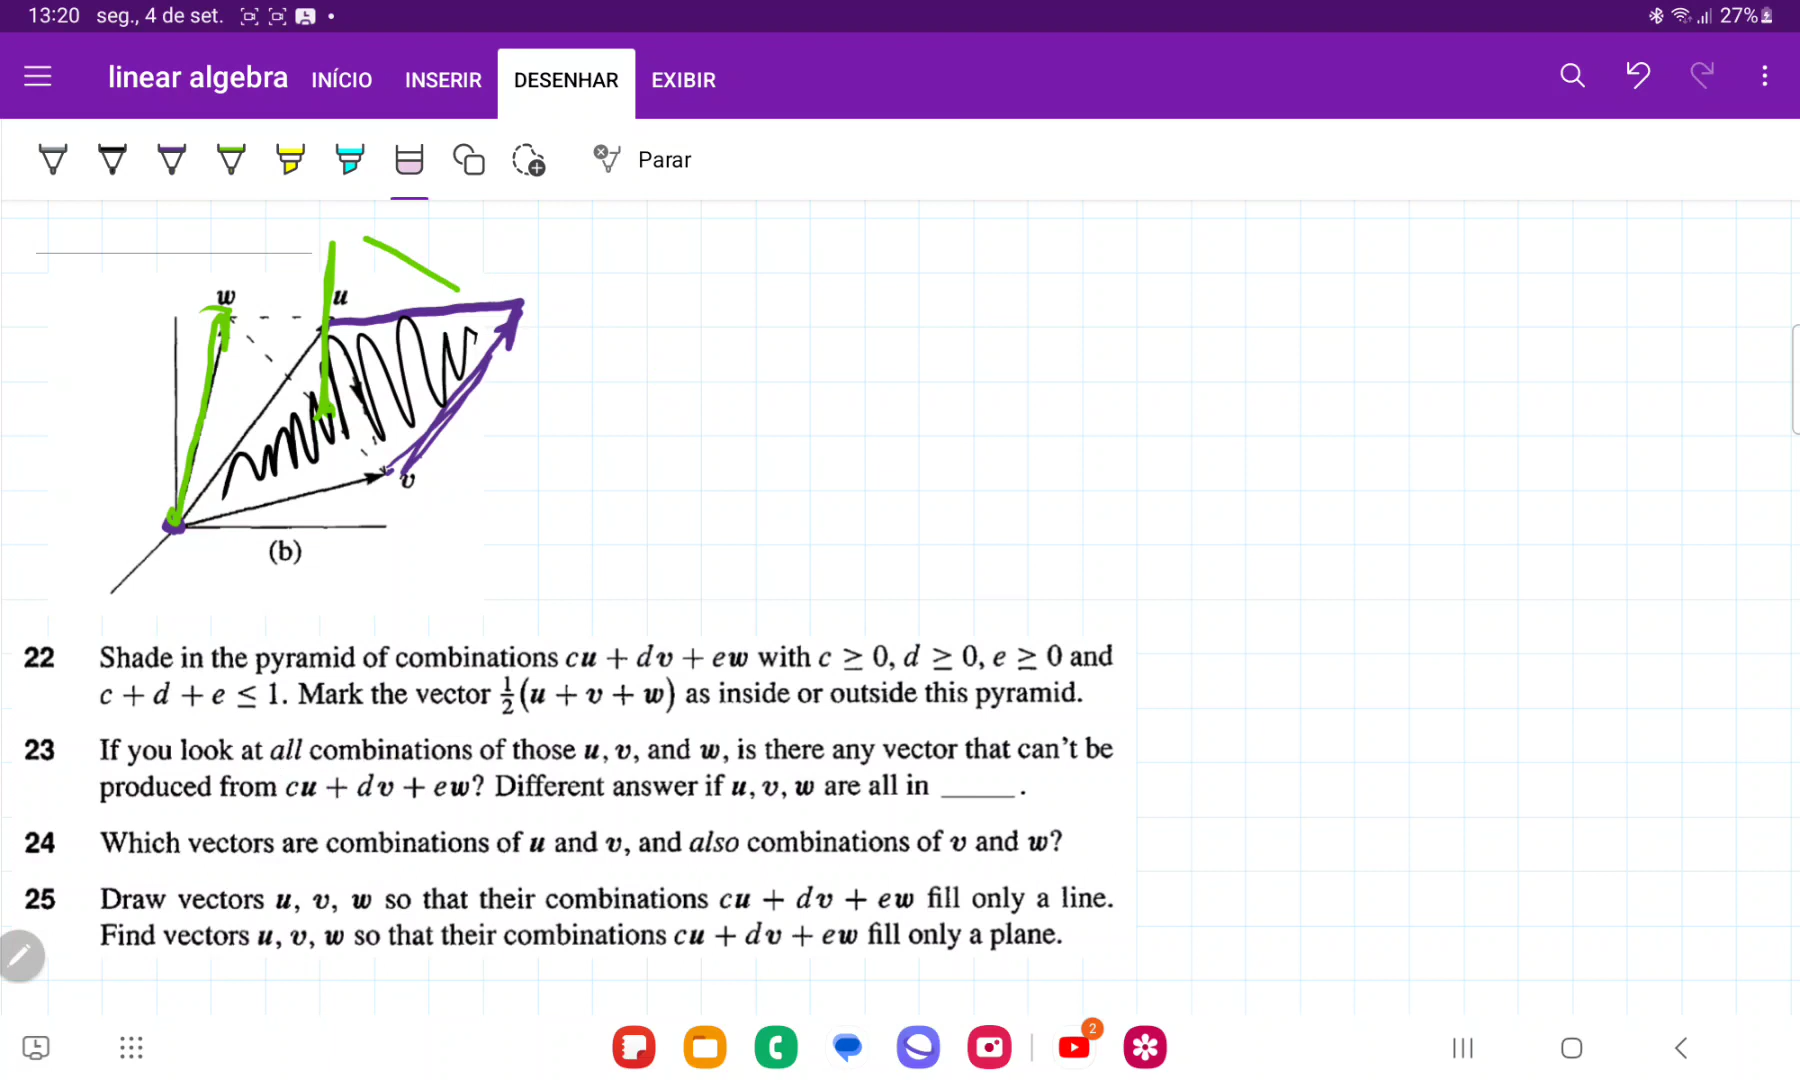 13:20 seg., 4 de set. 27%
linear algebra INÍCIO INSERIR DESENHAR EXIBIR
Parar
w u
v
(b)
22 Shade in the pyramid of combinations cu + dv + ew with c ≥ 0, d ≥ 0, e ≥ 0 and
c + d + e ≤ 1. Mark the vector ½(u + v + w) as inside or outside this pyramid.
23 If you look at all combinations of those u, v, and w, is there any vector that can't be
produced from cu + dv + ew? Different answer if u, v, w are all in _____.
24 Which vectors are combinations of u and v, and also combinations of v and w?
25 Draw vectors u, v, w so that their combinations cu + dv + ew fill only a line.
Find vectors u, v, w so that their combinations cu + dv + ew fill only a plane.
2